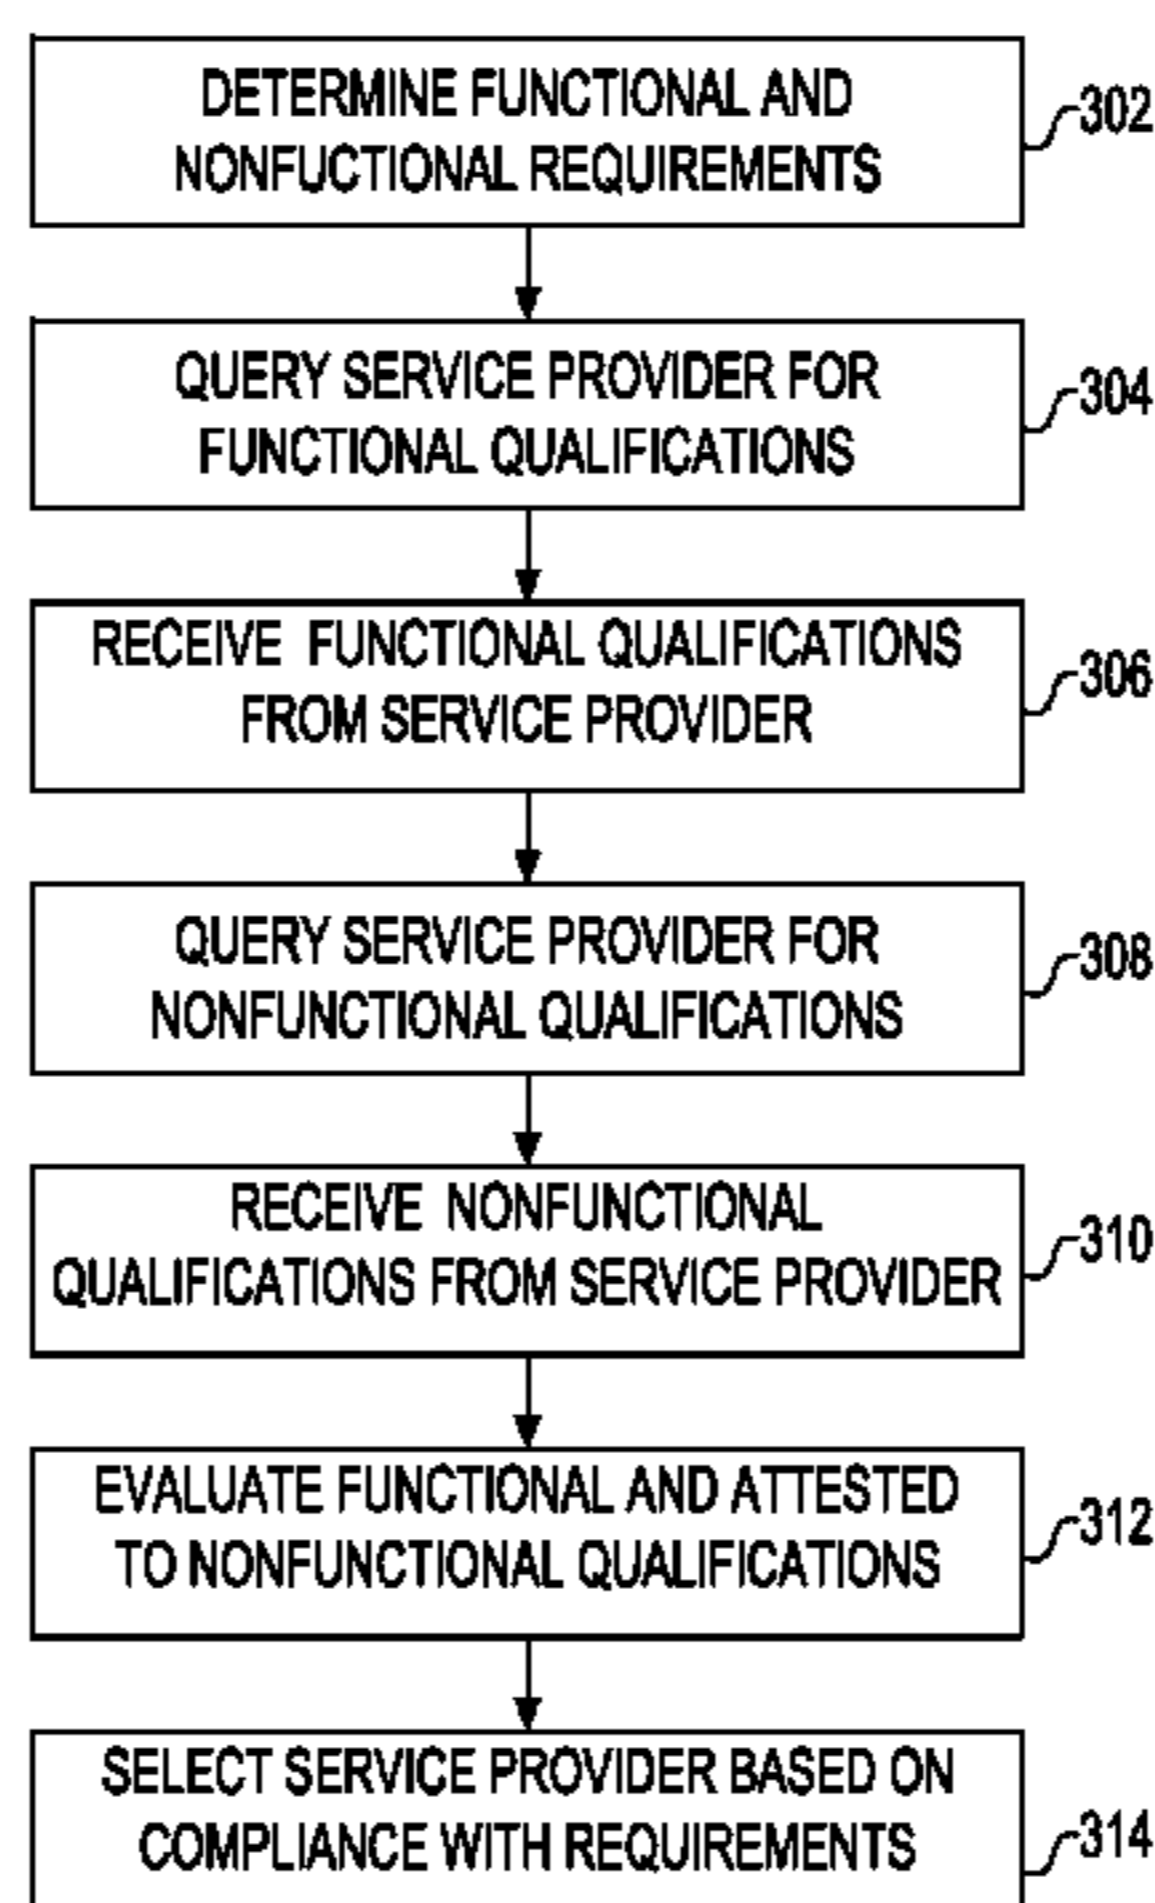 DETERMINE FUNCTIONAL AND
NONFUCTIONAL REQUIREMENTS
302
QUERY SERVICE PROVIDER FOR
FUNCTIONAL QUALIFICATIONS
304
RECEIVE FUNCTIONAL QUALIFICATIONS
FROM SERVICE PROVIDER
306
QUERY SERVICE PROVIDER FOR
NONFUNCTIONAL QUALIFICATIONS
308
RECEIVE NONFUNCTIONAL
QUALIFICATIONS FROM SERVICE PROVIDER
310
EVALUATE FUNCTIONAL AND ATTESTED
TO NONFUNCTIONAL QUALIFICATIONS
312
SELECT SERVICE PROVIDER BASED ON
COMPLIANCE WITH REQUIREMENTS
314